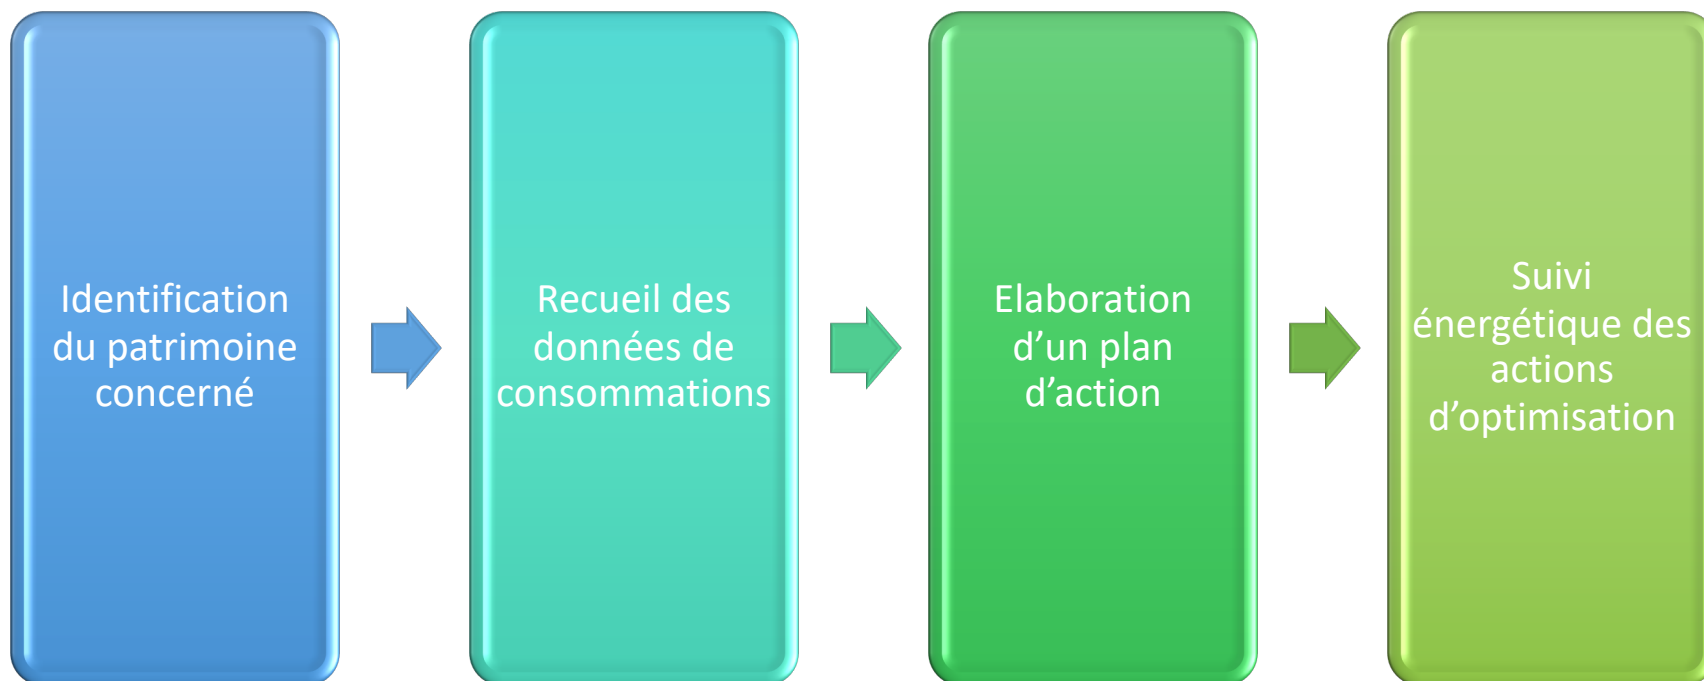 Identification
du patrimoine
concerné
Recueil des
données de
consommations
Elaboration
d’un plan
d’action
Suivi
énergétique des
actions
d’optimisation